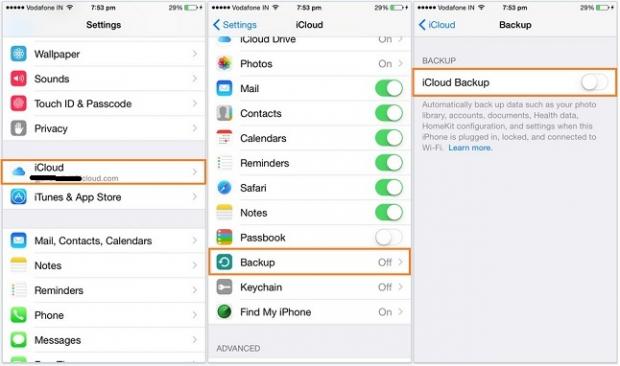 Vodafone IN 7:53 pm 29%
Settings
Wallpaper
Sounds
Touch ID & Passcode
Privacy
iCloud
cloud.com
iTunes & App Store
Mail, Contacts, Calendars
Notes
Reminders
Phone
Messages
Vodafone IN 7:53 pm 29%
Settings iCloud
iCloud Drive On
Photos On
Mail
Contacts
Calendars
Reminders
Safari
Notes
Passbook
Backup Off
Keychain Off
Find My iPhone On
ADVANCED
Vodafone IN 7:53 pm 29%
iCloud Backup
BACKUP
iCloud Backup
Automatically back up data such as your photo
library, accounts, documents, Health data,
HomeKit configuration, and settings when this
iPhone is plugged in, locked, and connected to
Wi-Fi. Learn more.